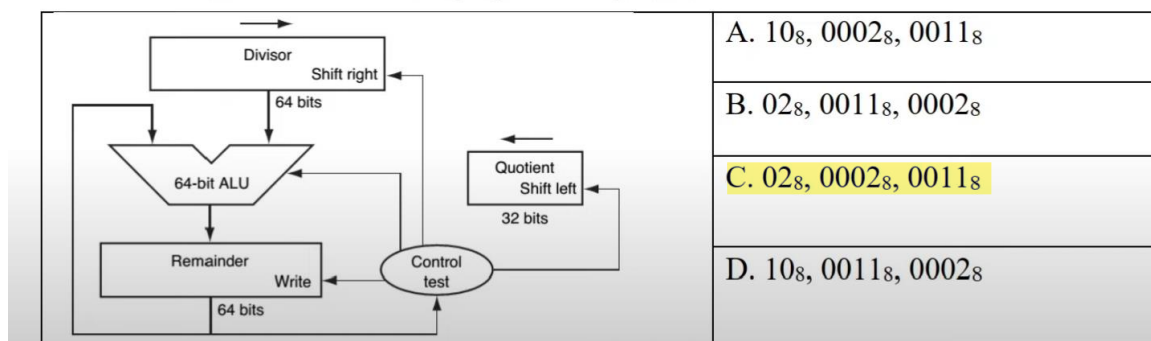 Divisor
Shift right
64 bits
64-bit ALU
Quotient
Shift left
32 bits
Remainder
Write
Control
test
64 bits
A. 10₈, 0002₈, 0011₈
B. 02₈, 0011₈, 0002₈
C. 02₈, 0002₈, 0011₈
D. 10₈, 0011₈, 0002₈